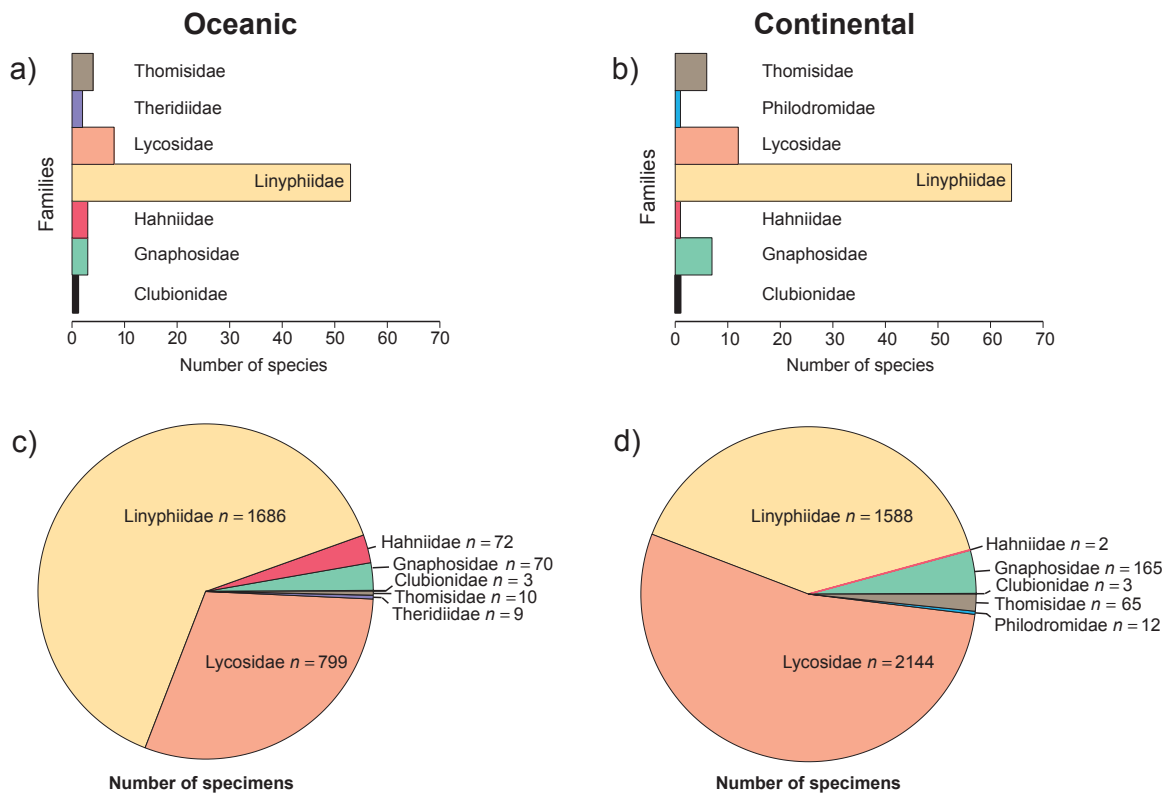 Oceanic
a)
Thomisidae
Theridiidae
Lycosidae
Linyphiidae
Hahniidae
Gnaphosidae
Clubionidae
Families
0 10 20 30 40 50 60 70
Number of species
Continental
b)
Thomisidae
Philodromidae
Lycosidae
Linyphiidae
Hahniidae
Gnaphosidae
Clubionidae
Families
0 10 20 30 40 50 60 70
Number of species
c)
Linyphiidae n = 1686
Hahniidae n = 72
Gnaphosidae n = 70
Clubionidae n = 3
Thomisidae n = 10
Theridiidae n = 9
Lycosidae n = 799
Number of specimens
d)
Linyphiidae n = 1588
Hahniidae n = 2
Gnaphosidae n = 165
Clubionidae n = 3
Thomisidae n = 65
Philodromidae n = 12
Lycosidae n = 2144
Number of specimens